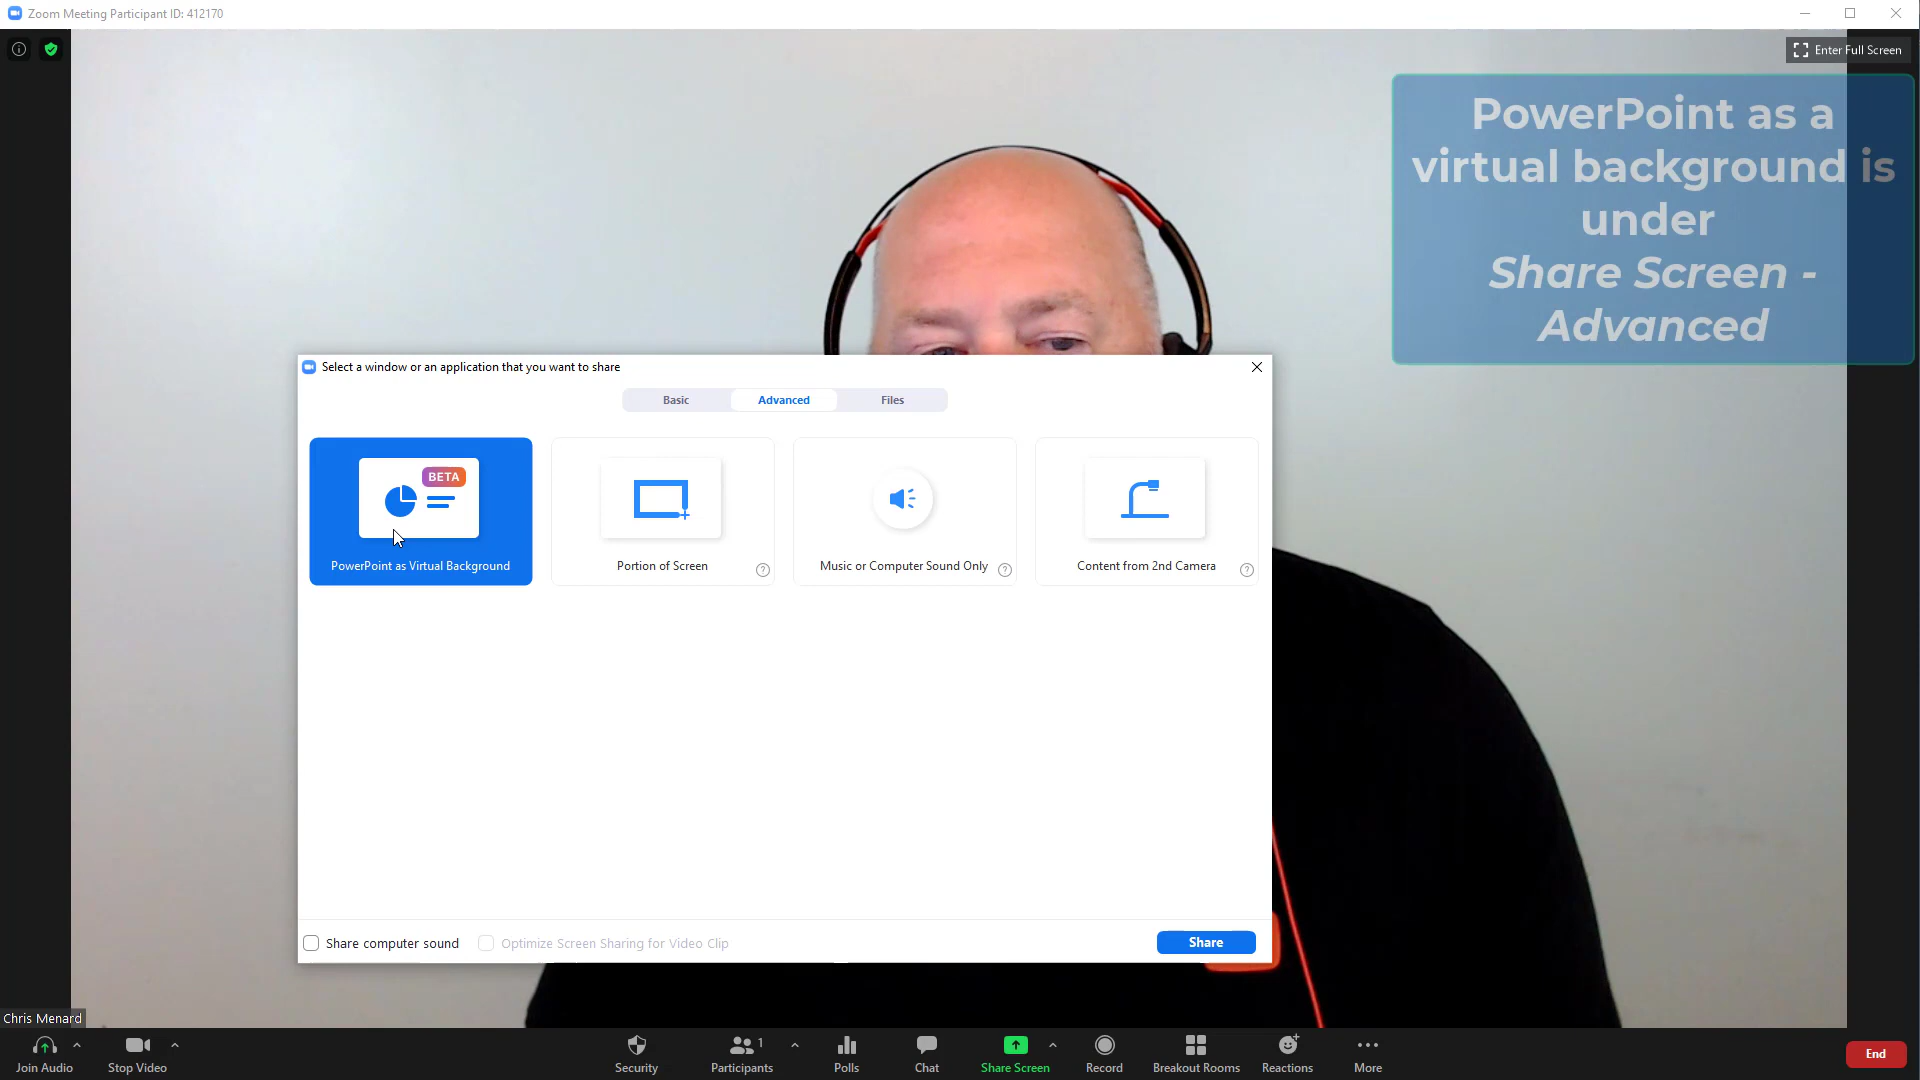 Zoom Meeting Participant ID: 412170
Enter Full Screen
PowerPoint as a
virtual background is
under
Share Screen -
Advanced
Select a window or an application that you want to share
Basic
Advanced
Files
BETA
PowerPoint as Virtual Background
Portion of Screen
Music or Computer Sound Only
Content from 2nd Camera
Share computer sound
Optimize Screen Sharing for Video Clip
Share
Chris Menard
Join Audio
Stop Video
Security
1
Participants
Polls
Chat
Share Screen
Record
Breakout Rooms
Reactions
More
End